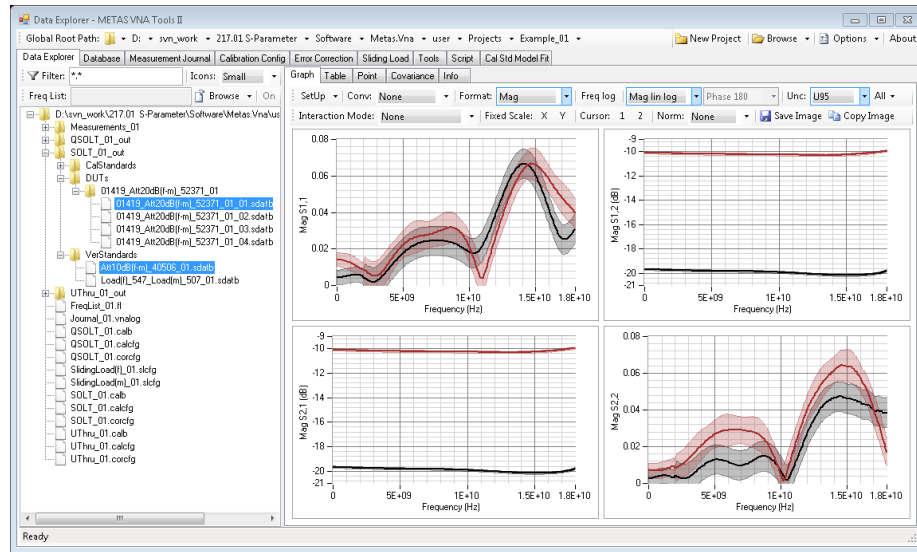 Data Explorer - METAS VNA Tools II
Global Root Path: D: svn_work 217.01 S-Parameter Software Metas.Vna user Projects Example_01 New Project Browse Options About
Data Explorer Database Measurement Journal Calibration Config Error Correction Sliding Load Tools Script Cal Std Model Fit
Filter: *.* Icons: Small
Freq List: Browse On
D:\svn_work\217.01 S-Parameter\Software\Metas.Vna\us
Measurements_01
QSOLT_01_out
SOLT_01_out
CalStandards
DUTs
01419_Att20dB(f-m)_52371_01
01419_Att20dB(f-m)_52371_01_01.sdatb
01419_Att20dB(f-m)_52371_01_02.sdatb
01419_Att20dB(f-m)_52371_01_03.sdatb
01419_Att20dB(f-m)_52371_01_04.sdatb
VerStandards
Att10dB(f-m)_40506_01.sdatb
Load(f)_547_Load(m)_507_01.sdatb
UThru_01_out
FreqList_01.fl
Journal_01.vnalog
QSOLT_01.calb
QSOLT_01.calcfg
QSOLT_01.corcfg
SlidingLoad(f)_01.slcfg
SlidingLoad(m)_01.slcfg
SOLT_01.calb
SOLT_01.calcfg
SOLT_01.corcfg
UThru_01.calb
UThru_01.calcfg
UThru_01.corcfg
Graph Table Point Covariance Info
SetUp Conv: None Format: Mag Freq log Mag lin log Phase 180 Unc: U95 All
Interaction Mode: None Fixed Scale: X Y Cursor: 1 2 Norm: None Save Image Copy Image
0.08
0.06
0.04
0.02
0
Mag S1,1
0 5E+09 1E+10 1.5E+10 1.8E+10
Frequency (Hz)
-9
-10
-12
-14
-16
-18
-20
-21
Mag S1,2 (dB)
0 5E+09 1E+10 1.5E+10 1.8E+10
Frequency (Hz)
-9
-10
-12
-14
-16
-18
-20
-21
Mag S2,1 (dB)
0 5E+09 1E+10 1.5E+10 1.8E+10
Frequency (Hz)
0.08
0.06
0.04
0.02
0
Mag S2,2
0 5E+09 1E+10 1.5E+10 1.8E+10
Frequency (Hz)
Ready